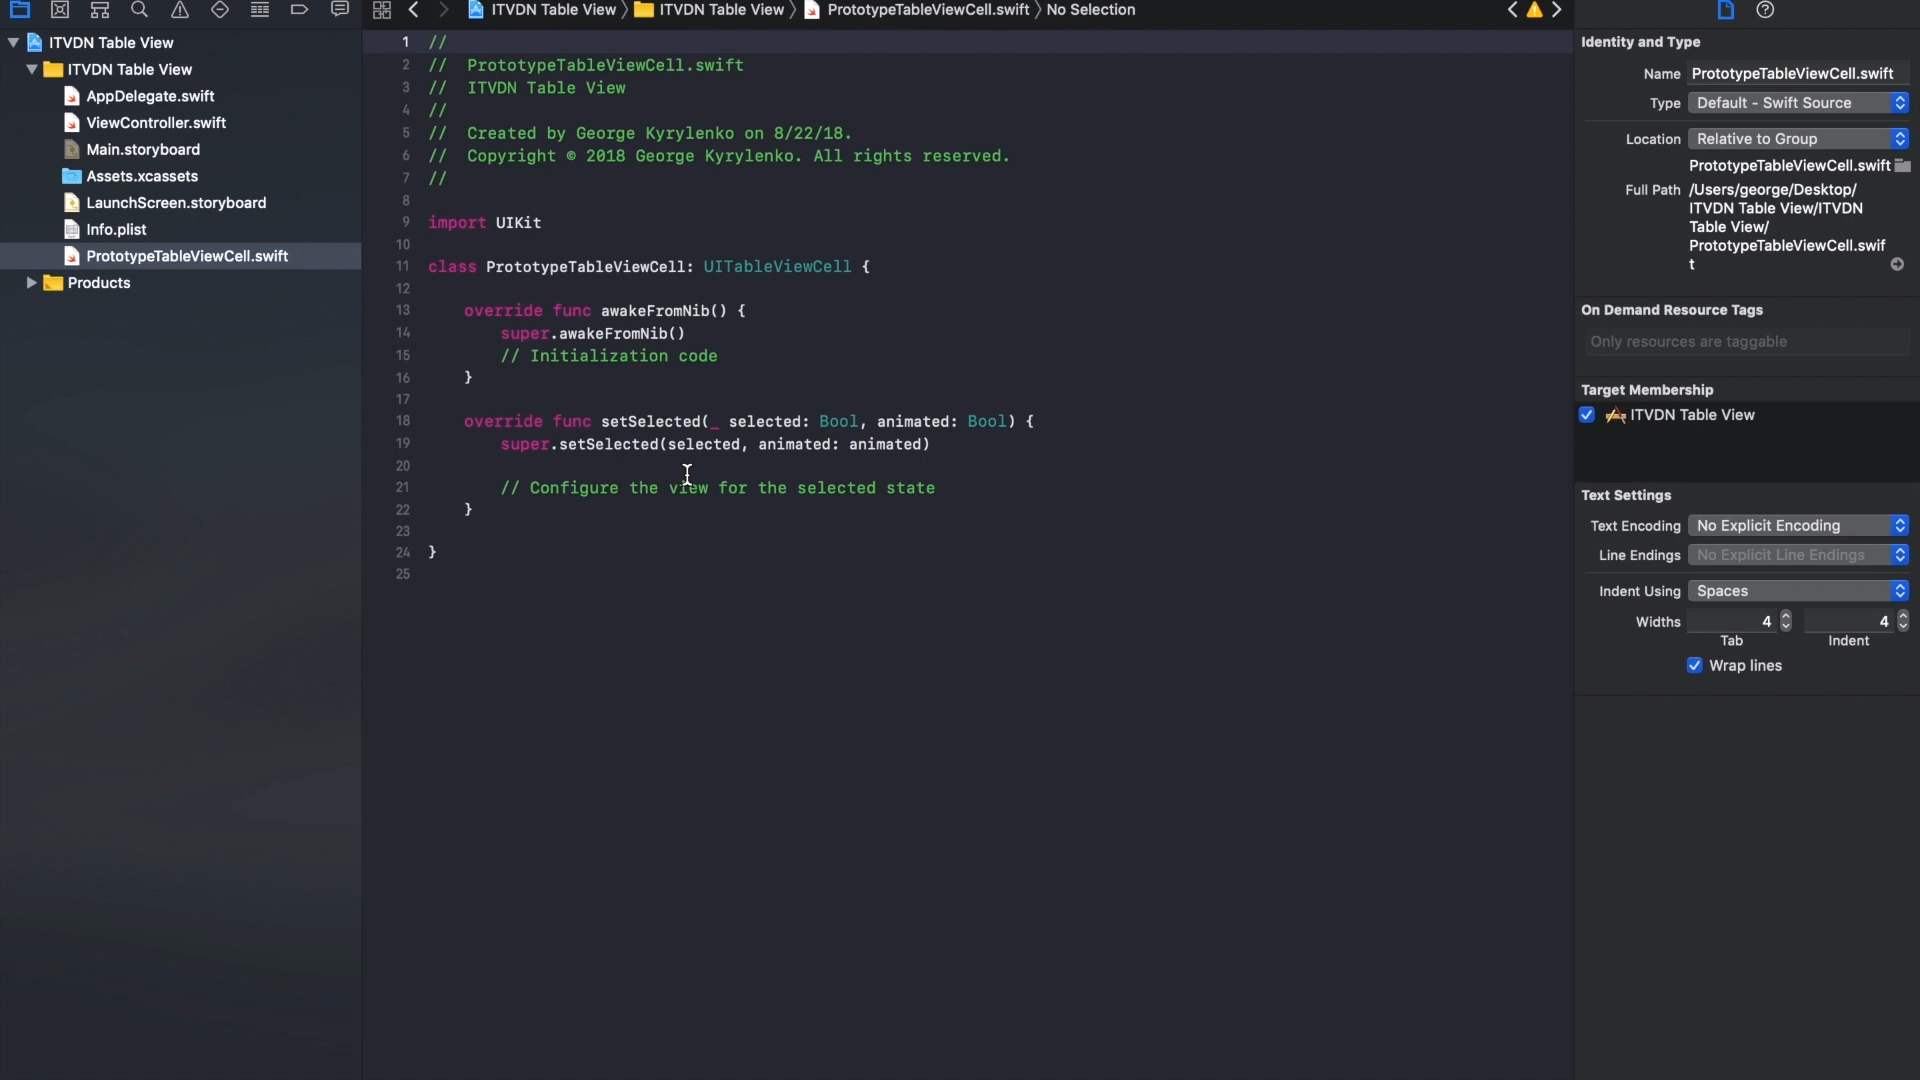 ITVDN Table View
ITVDN Table View
AppDelegate.swift
ViewController.swift
Main.storyboard
Assets.xcassets
LaunchScreen.storyboard
Info.plist
PrototypeTableViewCell.swift
Products
ITVDN Table View 〉 ITVDN Table View 〉 PrototypeTableViewCell.swift 〉 No Selection
1 //
2 //  PrototypeTableViewCell.swift
3 //  ITVDN Table View
4 //
5 //  Created by George Kyrylenko on 8/22/18.
6 //  Copyright © 2018 George Kyrylenko. All rights reserved.
7 //
8
9 import UIKit
10
11 class PrototypeTableViewCell: UITableViewCell {
12
13     override func awakeFromNib() {
14         super.awakeFromNib()
15         // Initialization code
16     }
17
18     override func setSelected(_ selected: Bool, animated: Bool) {
19         super.setSelected(selected, animated: animated)
20
21         // Configure the view for the selected state
22     }
23
24 }
25
Identity and Type
Name PrototypeTableViewCell.swift
Type Default - Swift Source
Location Relative to Group
PrototypeTableViewCell.swift
Full Path /Users/george/Desktop/
ITVDN Table View/ITVDN
Table View/
PrototypeTableViewCell.swif
t
On Demand Resource Tags
Only resources are taggable
Target Membership
ITVDN Table View
Text Settings
Text Encoding No Explicit Encoding
Line Endings No Explicit Line Endings
Indent Using Spaces
Widths 4 4
Tab Indent
Wrap lines